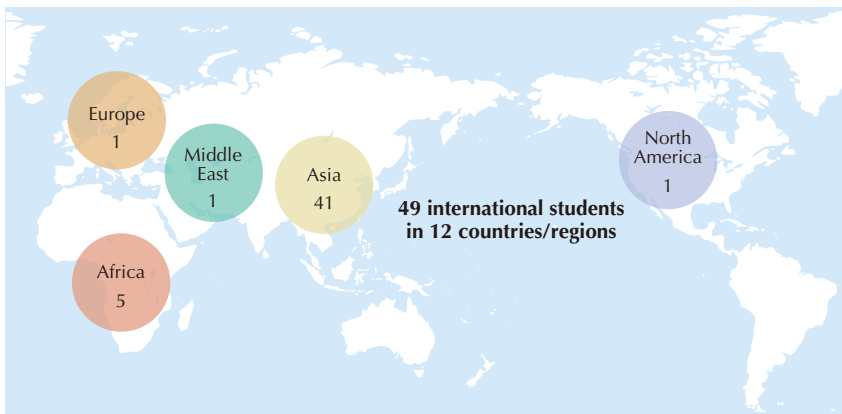 Europe
1
Middle
East
1
Asia
41
North
America
1
49 international students
in 12 countries/regions
Africa
5